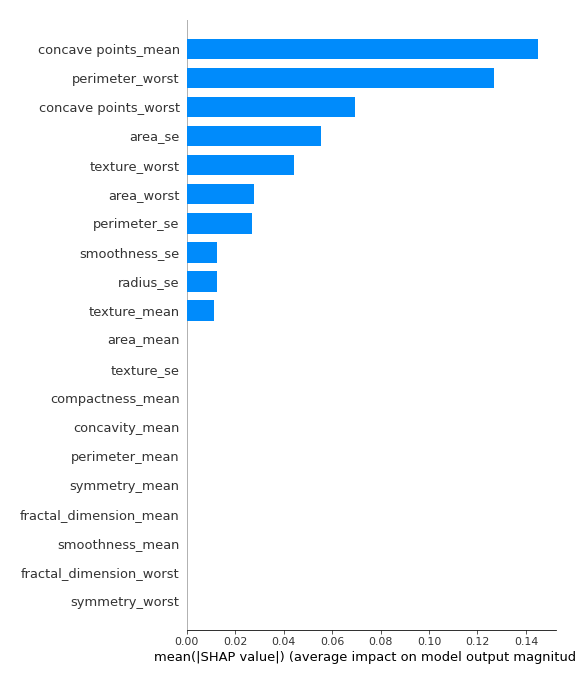 concave points_mean
perimeter_worst
concave points_worst
area_se
texture_worst
area_worst
perimeter_se
smoothness_se
radius_se
texture_mean
area_mean
texture_se
compactness_mean
concavity_mean
perimeter_mean
symmetry_mean
fractal_dimension_mean
smoothness_mean
fractal_dimension_worst
symmetry_worst
0.00 0.02 0.04 0.06 0.08 0.10 0.12 0.14
mean(|SHAP value|) (average impact on model output magnitud